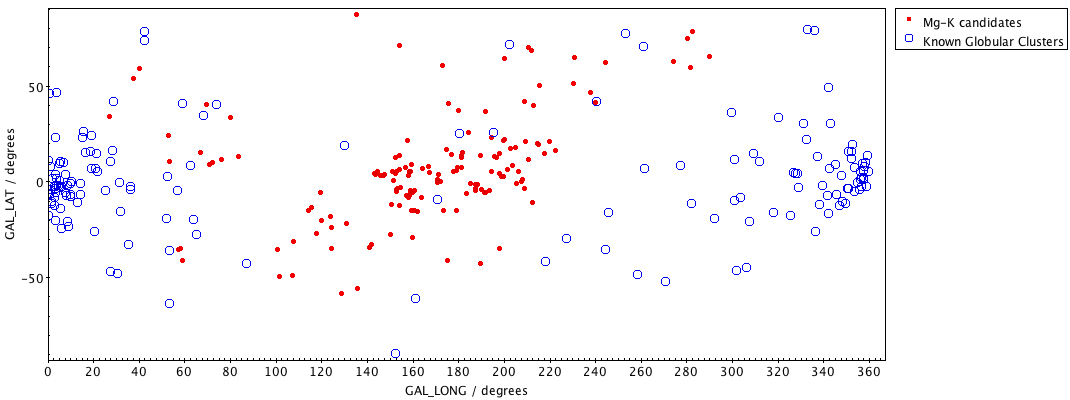 Mg-K candidates
Known Globular Clusters
50
0
-50
GAL_LAT / degrees
0 20 40 60 80 100 120 140 160 180 200 220 240 260 280 300 320 340 360
GAL_LONG / degrees